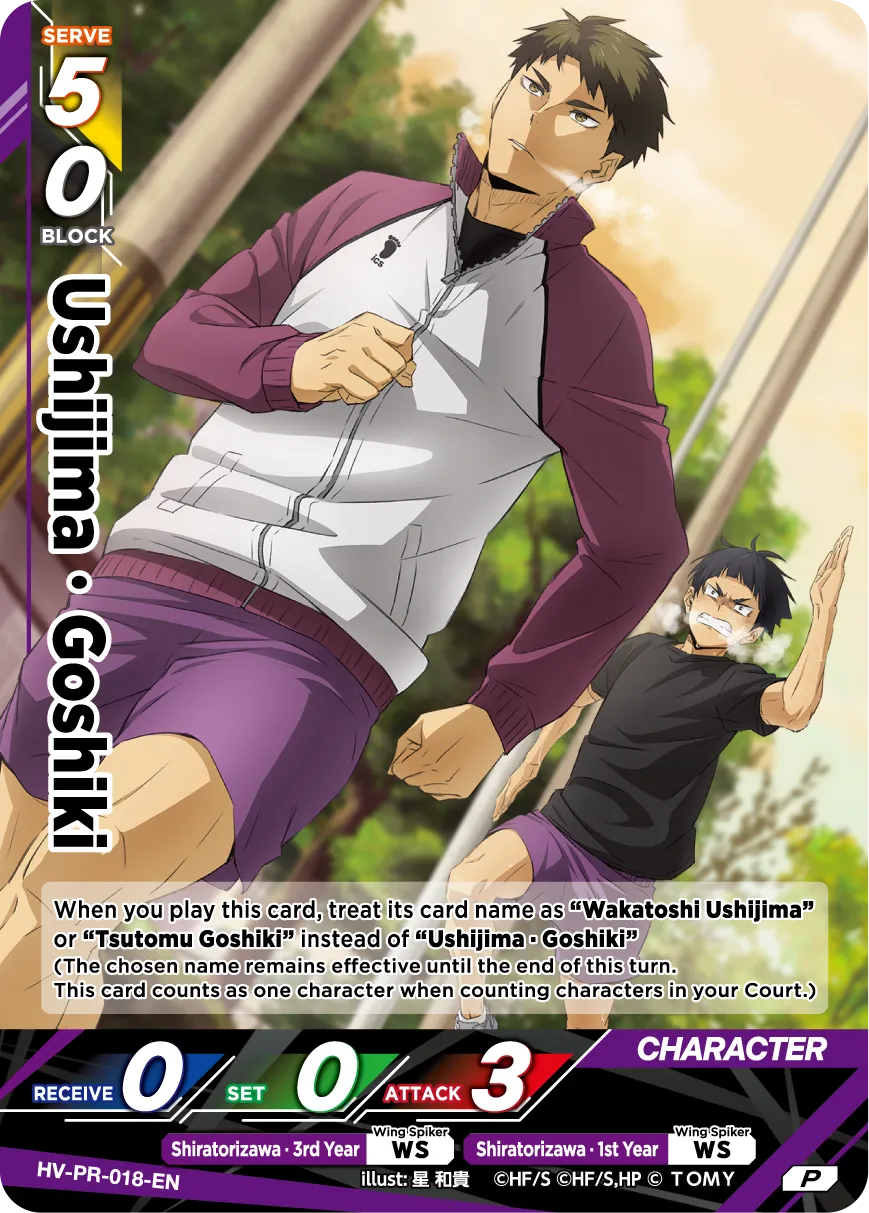 SERVE
5
0
BLOCK
Ushijima · Goshiki
ics.
When you play this card, treat its card name as “Wakatoshi Ushijima”
or “Tsutomu Goshiki” instead of “Ushijima · Goshiki”
(The chosen name remains effective until the end of this turn.
This card counts as one character when counting characters in your Court.)
CHARACTER
RECEIVE 0 SET 0 ATTACK 3
Shiratorizawa · 3rd Year Wing Spiker WS Shiratorizawa · 1st Year Wing Spiker WS
HV-PR-018-EN illust: 星 和貴 ©HF/S ©HF/S,HP © TOMY P